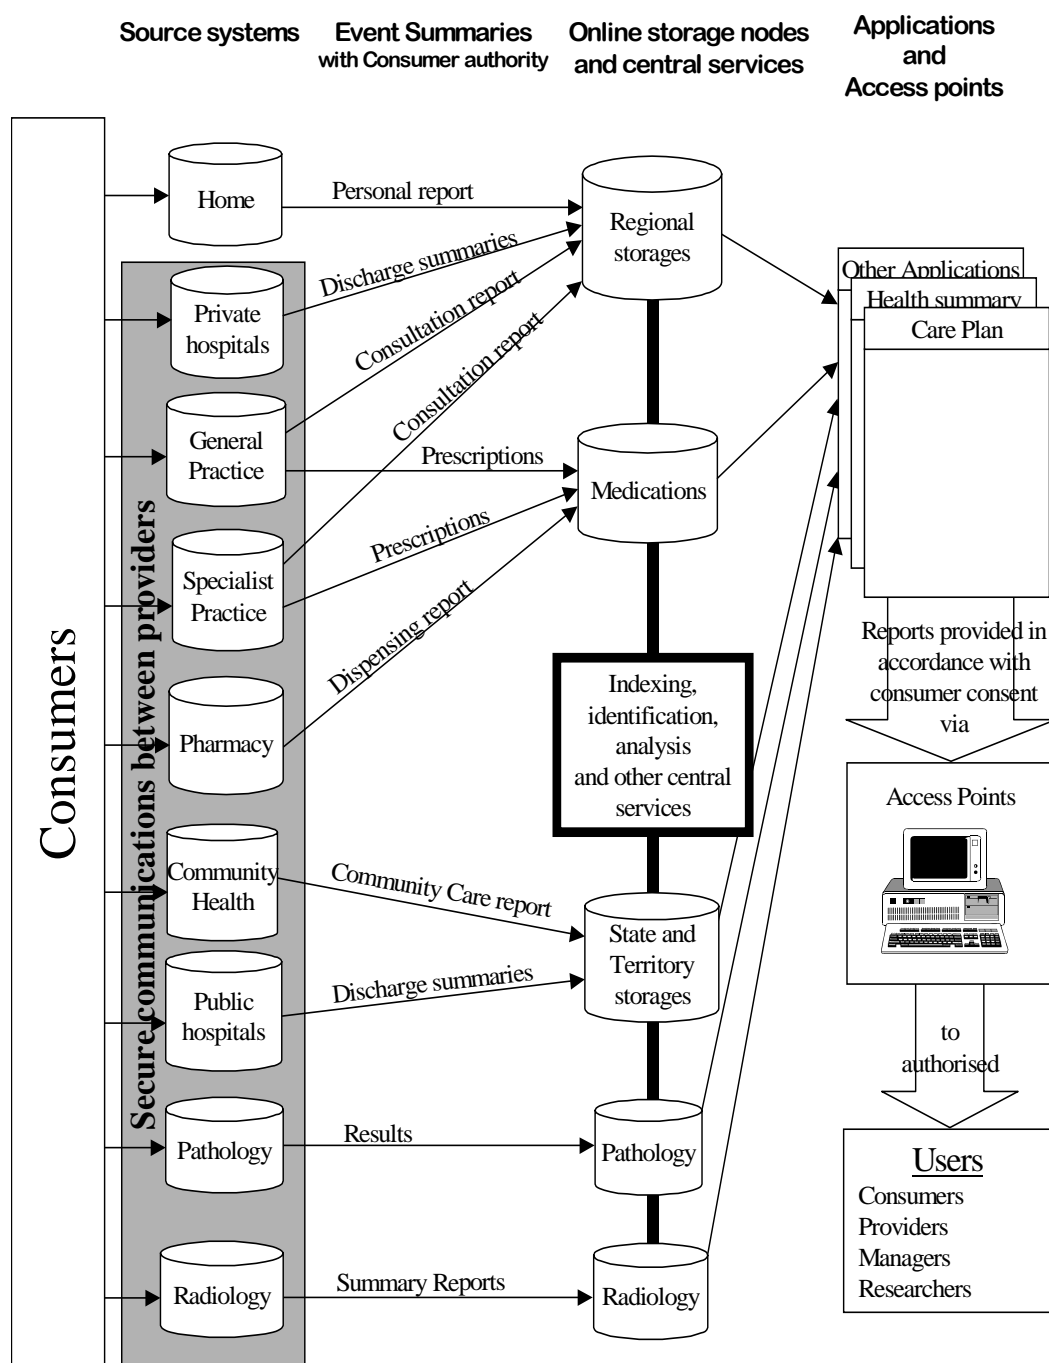 Source systems
Event Summaries
with Consumer authority
Online storage nodes
and central services
Applications
and
Access points
Consumers
Secure communications between providers
Home
Private
hospitals
General
Practice
Specialist
Practice
Pharmacy
Community
Health
Public
hospitals
Pathology
Radiology
Personal report
Discharge summaries
Consultation report
Consultation report
Prescriptions
Prescriptions
Dispensing report
Community Care report
Discharge summaries
Results
Summary Reports
Regional
storages
Medications
Indexing,
identification,
analysis
and other central
services
State and
Territory
storages
Pathology
Radiology
Other Applications
Health summary
Care Plan
Reports provided in
accordance with
consumer consent
via
Access Points
to
authorised
Users
Consumers
Providers
Managers
Researchers